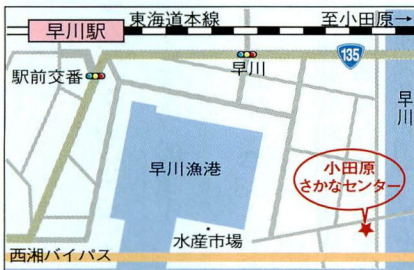 東海道本線
至小田原→
早川駅
135
早川
駅前交番
早川
早川漁港
小田原
さかなセンター
水産市場
西湘バイパス